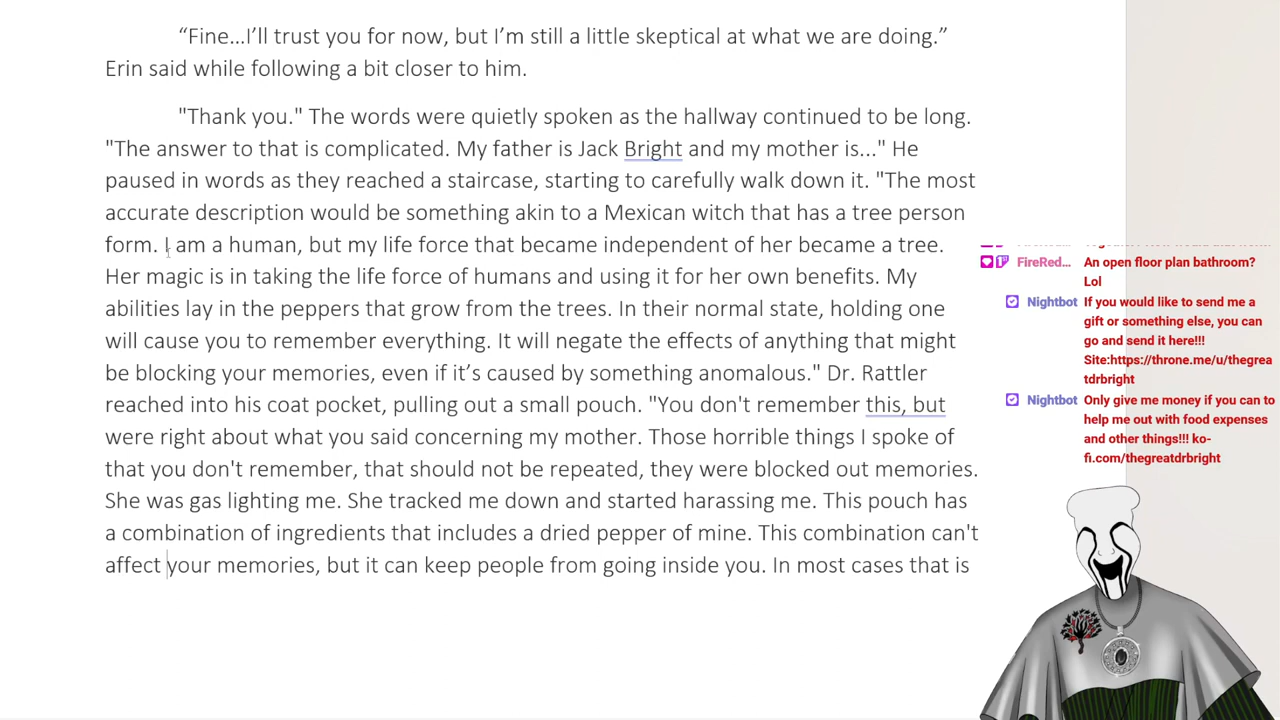 “Fine…I’ll trust you for now, but I’m still a little skeptical at what we are doing.”
Erin said while following a bit closer to him.
"Thank you." The words were quietly spoken as the hallway continued to be long.
"The answer to that is complicated. My father is Jack Bright and my mother is..." He
paused in words as they reached a staircase, starting to carefully walk down it. "The most
accurate description would be something akin to a Mexican witch that has a tree person
form. I am a human, but my life force that became independent of her became a tree.
Her magic is in taking the life force of humans and using it for her own benefits. My
abilities lay in the peppers that grow from the trees. In their normal state, holding one
will cause you to remember everything. It will negate the effects of anything that might
be blocking your memories, even if it’s caused by something anomalous." Dr. Rattler
reached into his coat pocket, pulling out a small pouch. "You don't remember this, but
were right about what you said concerning my mother. Those horrible things I spoke of
that you don't remember, that should not be repeated, they were blocked out memories.
She was gas lighting me. She tracked me down and started harassing me. This pouch has
a combination of ingredients that includes a dried pepper of mine. This combination can't
affect your memories, but it can keep people from going inside you. In most cases that is
FireRed... An open floor plan bathroom?
Lol
Nightbot If you would like to send me a
gift or something else, you can
go and send it here!!!
Site:https://throne.me/u/thegrea
tdrbright
Nightbot Only give me money if you can to
help me out with food expenses
and other things!!! ko-
fi.com/thegreatdrbright